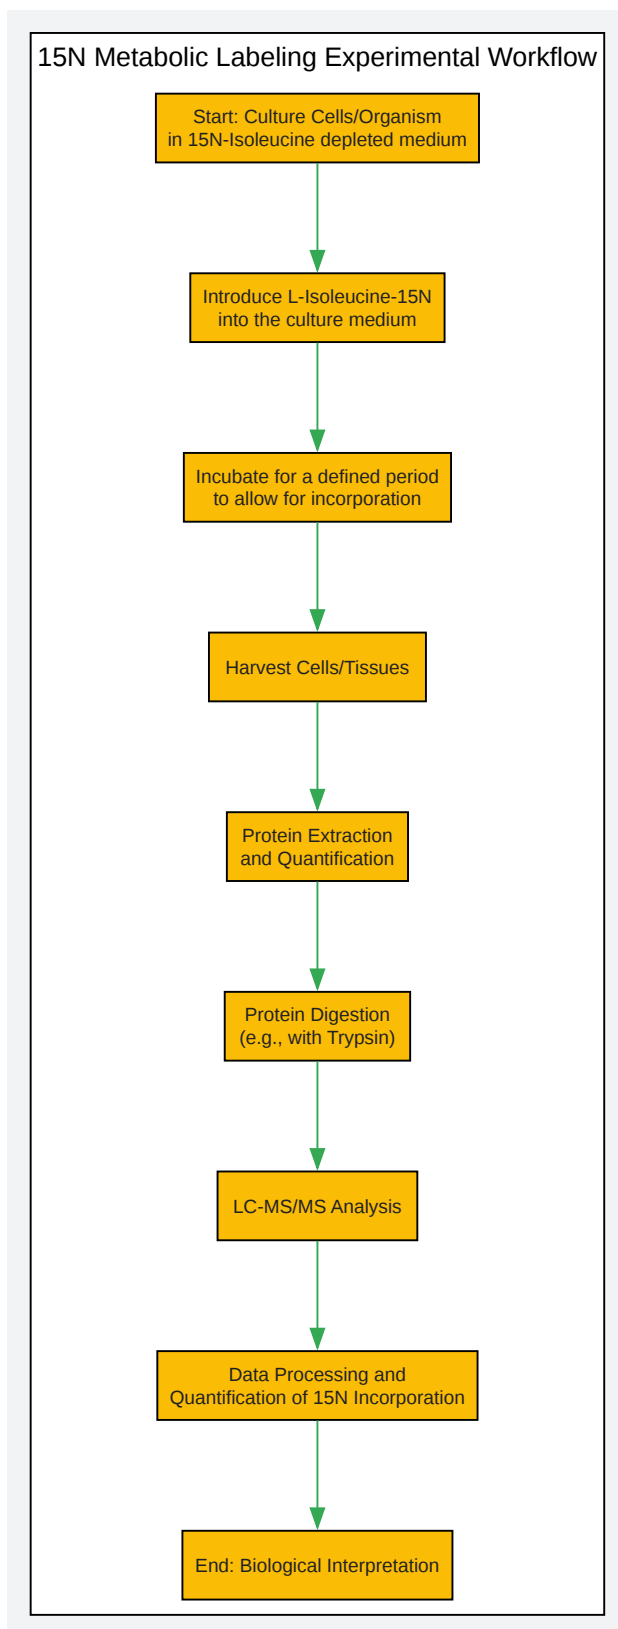 15N Metabolic Labeling Experimental Workflow
Start: Culture Cells/Organism
in 15N-Isoleucine depleted medium
Introduce L-Isoleucine-15N
into the culture medium
Incubate for a defined period
to allow for incorporation
Harvest Cells/Tissues
Protein Extraction
and Quantification
Protein Digestion
(e.g., with Trypsin)
LC-MS/MS Analysis
Data Processing and
Quantification of 15N Incorporation
End: Biological Interpretation